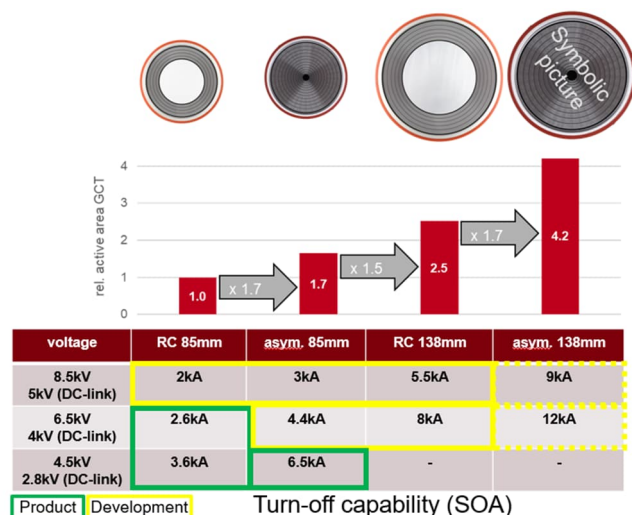 Symbolic
picture
rel. active area GCT
4
3
2
1
0
1.0
x 1.7
1.7
x 1.5
2.5
x 1.7
4.2
voltage RC 85mm asym. 85mm RC 138mm asym. 138mm
8.5kV
5kV (DC-link) 2kA 3kA 5.5kA 9kA
6.5kV
4kV (DC-link) 2.6kA 4.4kA 8kA 12kA
4.5kV
2.8kV (DC-link) 3.6kA 6.5kA - -
Product Development Turn-off capability (SOA)